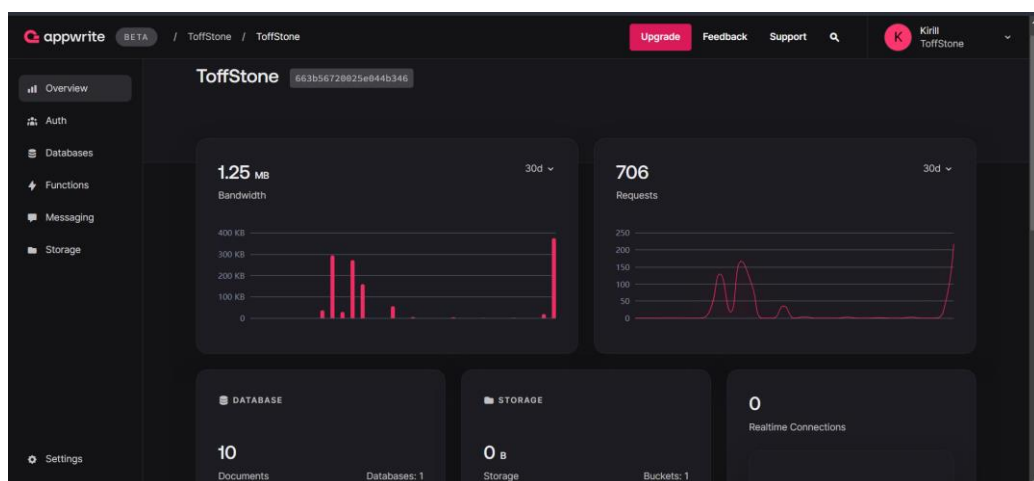 appwrite BETA / ToffStone / ToffStone Upgrade Feedback Support K Kirill
ToffStone
Overview
Auth
Databases
Functions
Messaging
Storage
Settings
ToffStone 663b56720025e044b346
1.25 MB 30d
Bandwidth
400 KB
300 KB
200 KB
100 KB
0
706 30d
Requests
250
200
150
100
50
0
DATABASE
10
Documents Databases: 1
STORAGE
0 B
Storage Buckets: 1
0
Realtime Connections